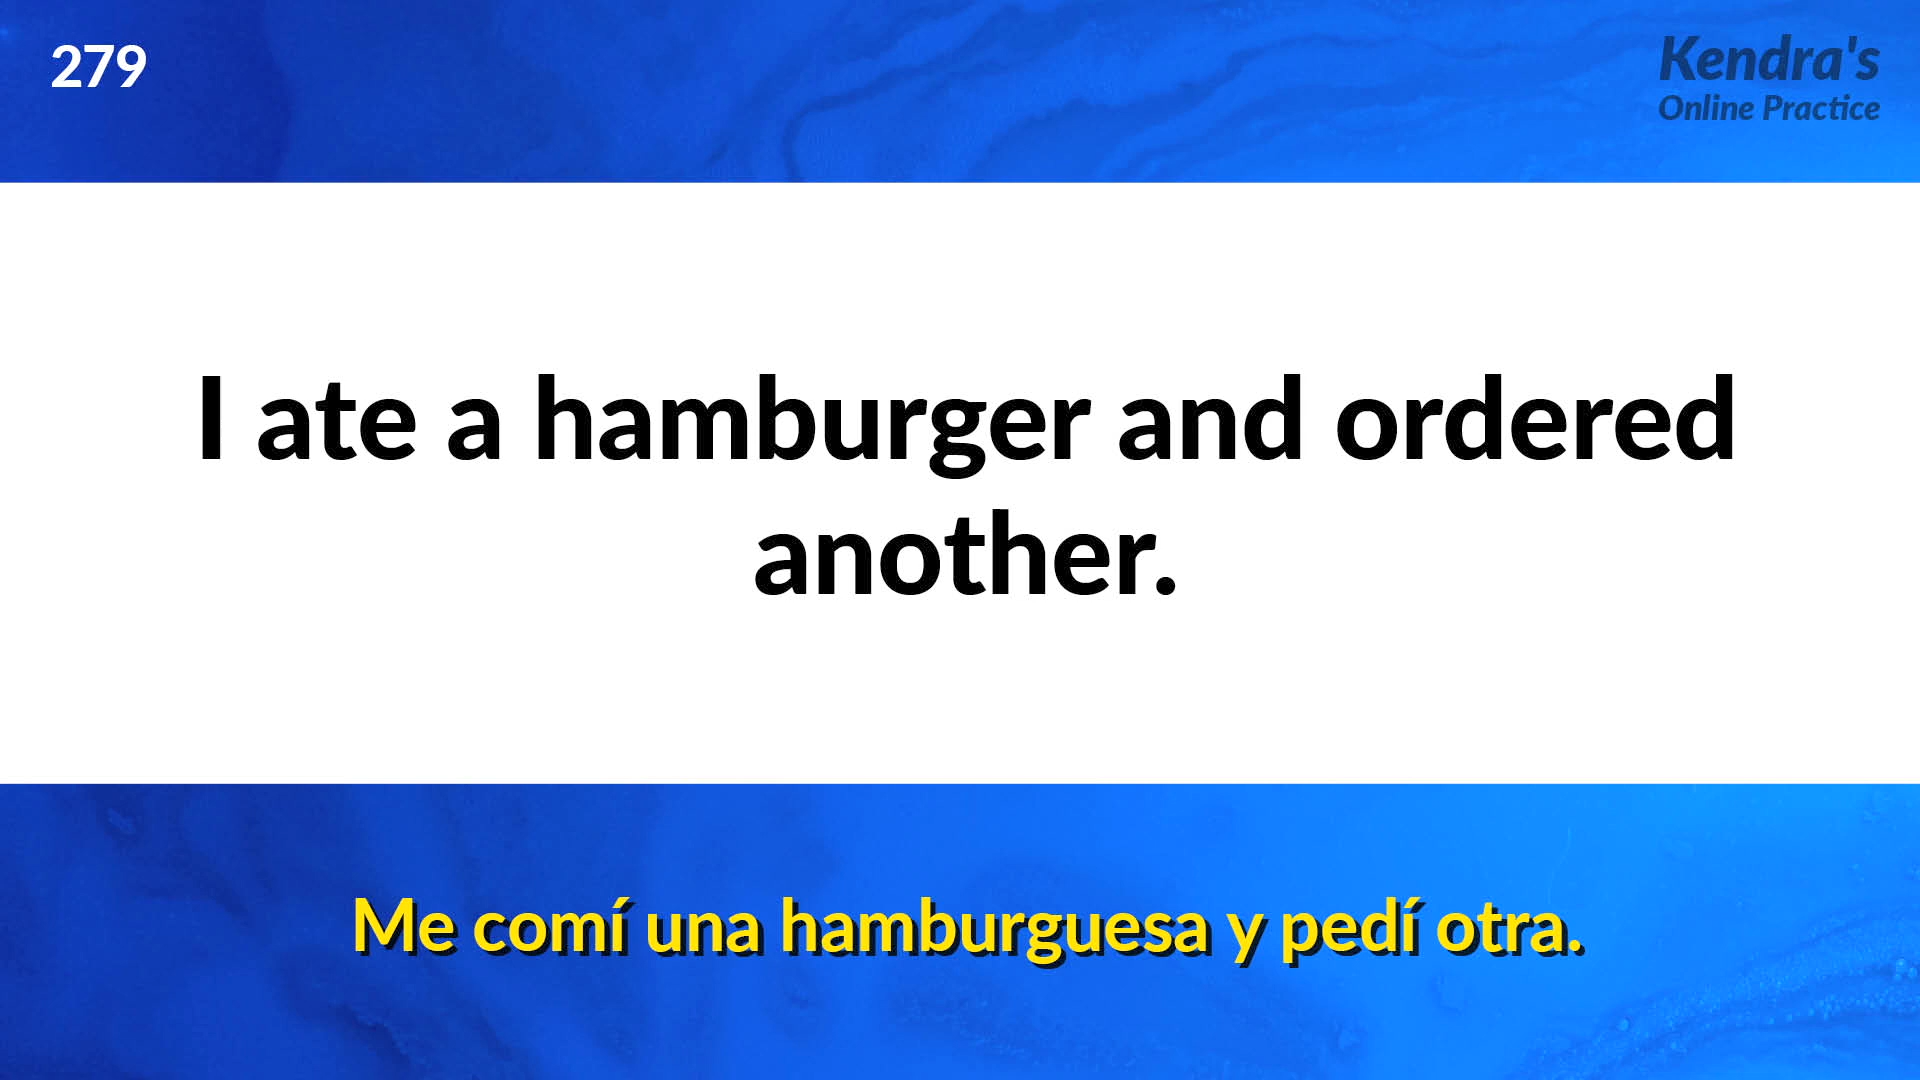 279
Kendra's
Online Practice
I ate a hamburger and ordered
another.
Me comí una hamburguesa y pedí otra.